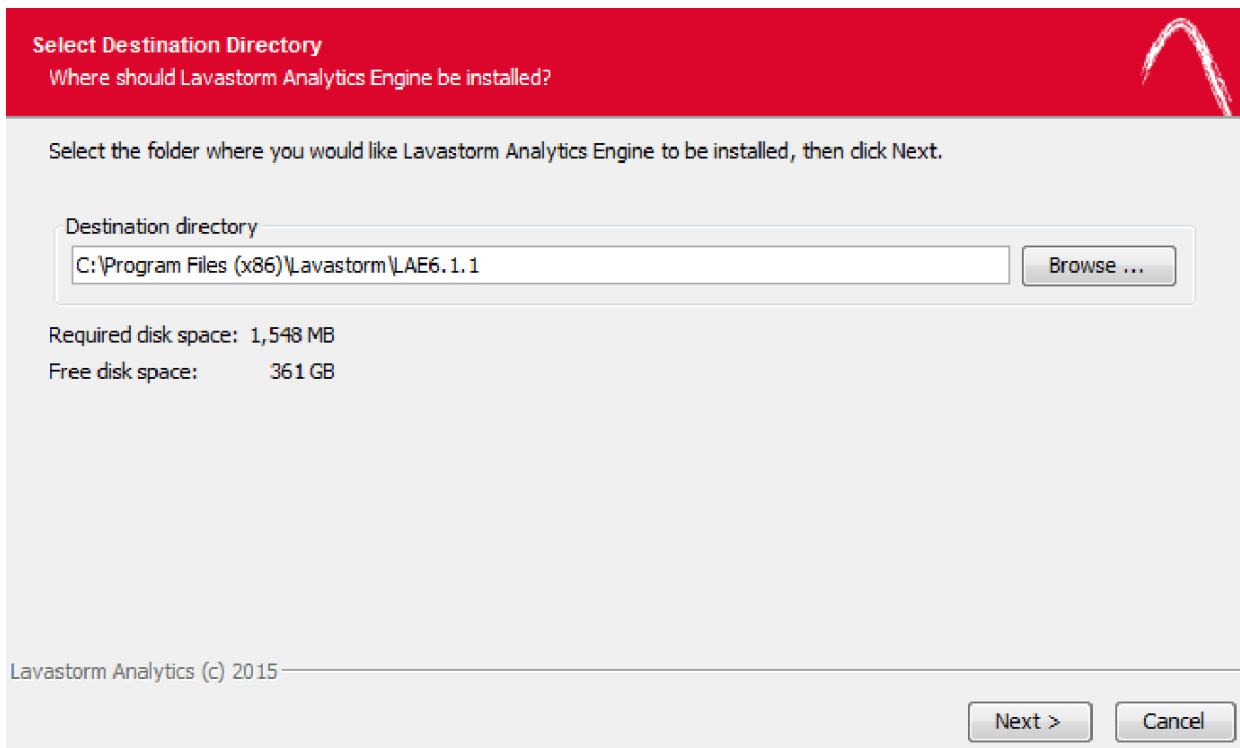 Select Destination Directory
Where should Lavastorm Analytics Engine be installed?
Select the folder where you would like Lavastorm Analytics Engine to be installed, then click Next.
Destination directory
C:\Program Files (x86)\Lavastorm\LAE6.1.1
Browse ...
Required disk space: 1,548 MB
Free disk space: 361 GB
Lavastorm Analytics (c) 2015
Next > Cancel